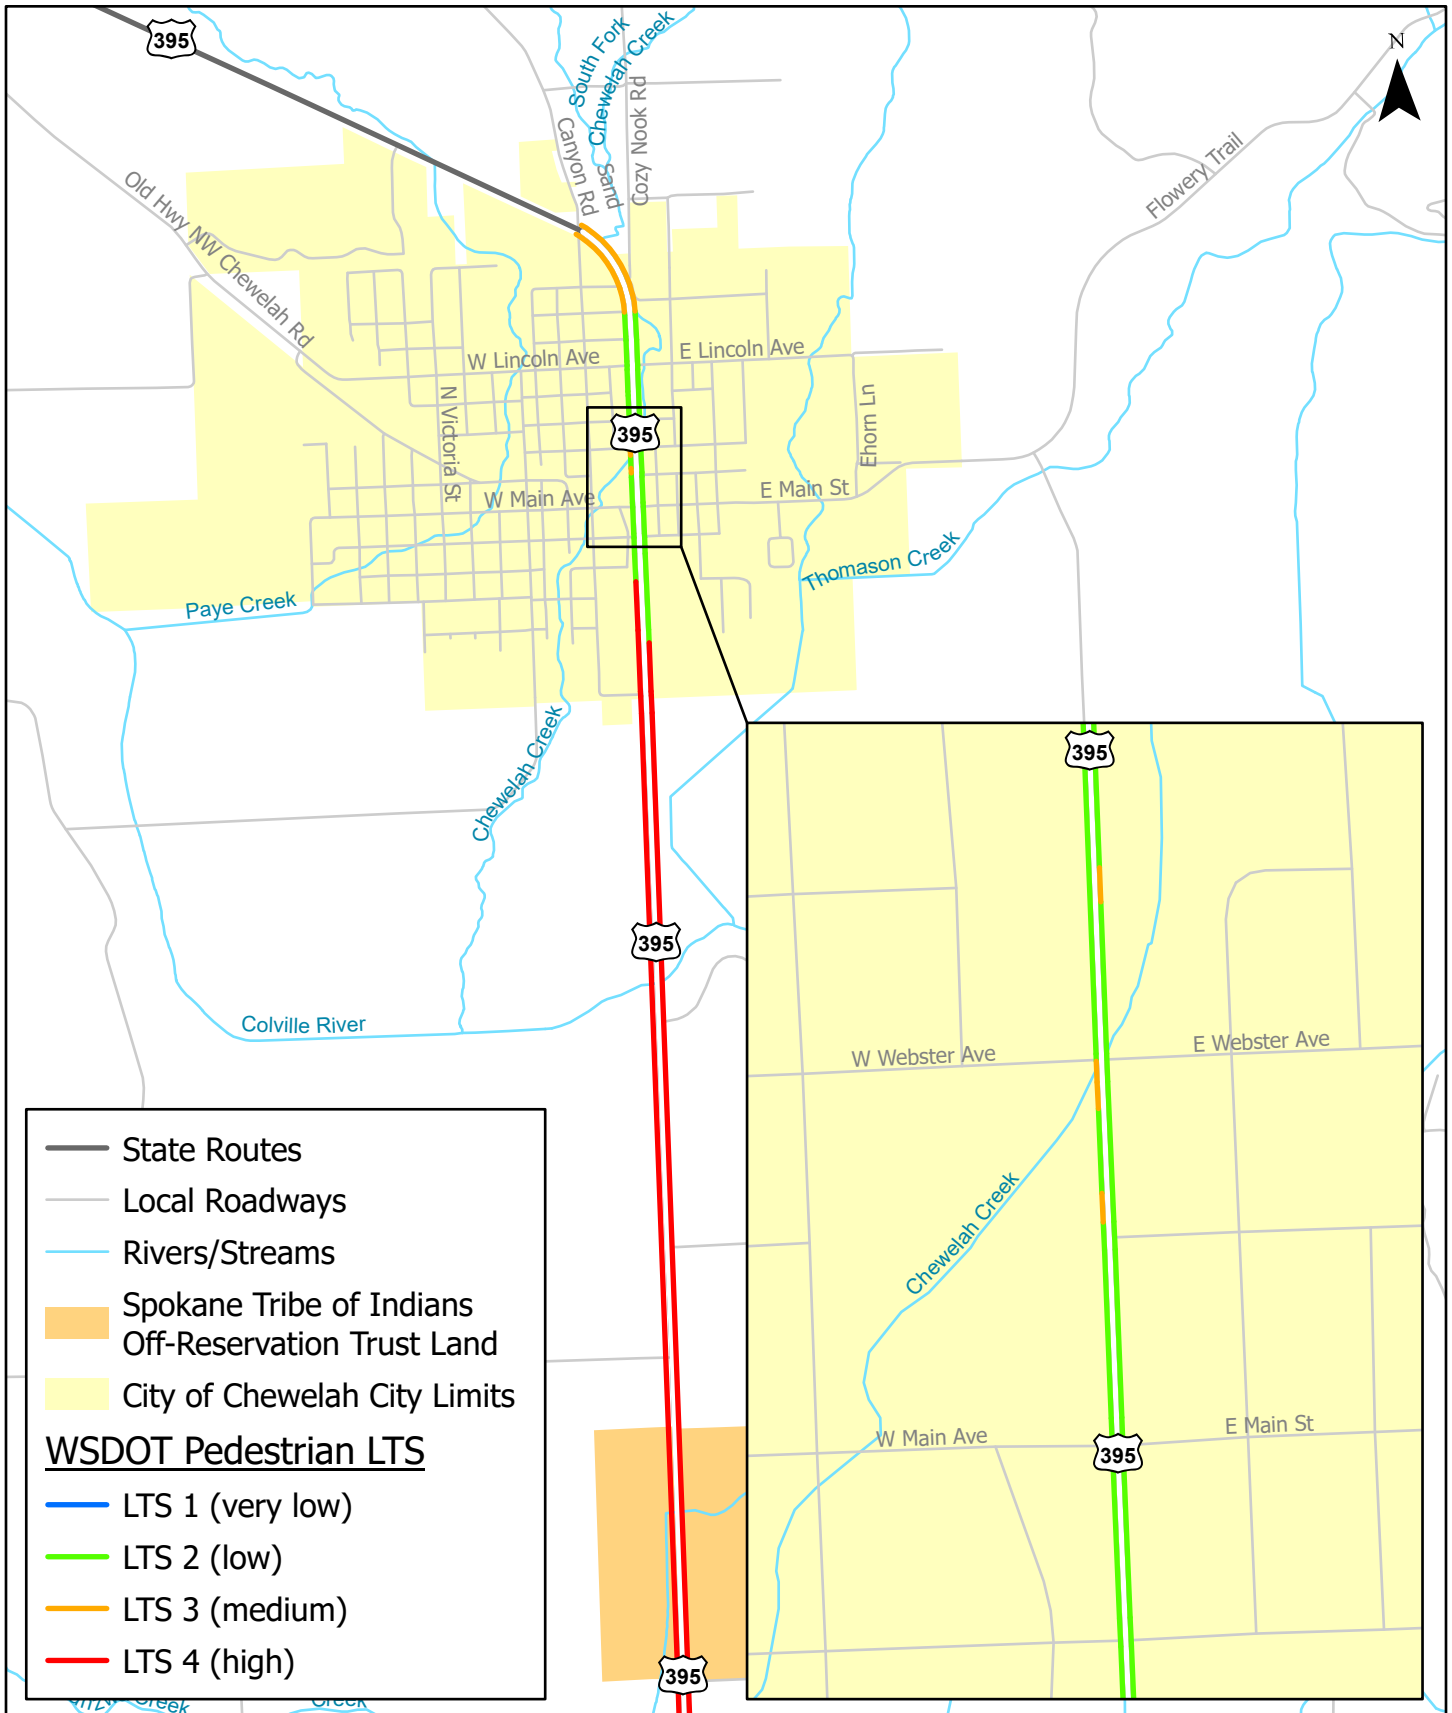 395
N
South Fork
Chewelah Creek
Canyon Rd
Sand
Cozy Nook Rd
Flowery Trail
Old Hwy NW Chewelah Rd
W Lincoln Ave
E Lincoln Ave
N Victoria St
395
Ehorn Ln
W Main Ave
E Main St
Thomason Creek
Paye Creek
Chewelah Creek
395
395
Colville River
W Webster Ave
E Webster Ave
Chewelah Creek
W Main Ave
E Main St
395
State Routes
Local Roadways
Rivers/Streams
Spokane Tribe of Indians
Off-Reservation Trust Land
City of Chewelah City Limits
WSDOT Pedestrian LTS
LTS 1 (very low)
LTS 2 (low)
LTS 3 (medium)
LTS 4 (high)
395
Creek
Creek